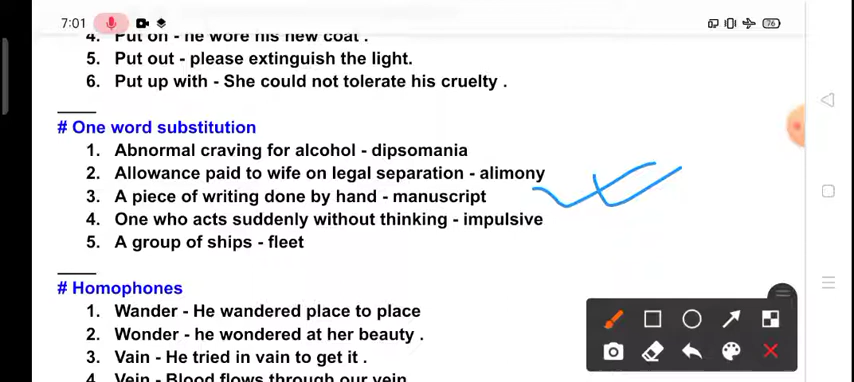 7:01
76
4. Put on - he wore his new coat .
5. Put out - please extinguish the light.
6. Put up with - She could not tolerate his cruelty .
# One word substitution
1. Abnormal craving for alcohol - dipsomania
2. Allowance paid to wife on legal separation - alimony
3. A piece of writing done by hand - manuscript
4. One who acts suddenly without thinking - impulsive
5. A group of ships - fleet
# Homophones
1. Wander - He wandered place to place
2. Wonder - he wondered at her beauty .
3. Vain - He tried in vain to get it .
4. Vein - Blood flows through our vein